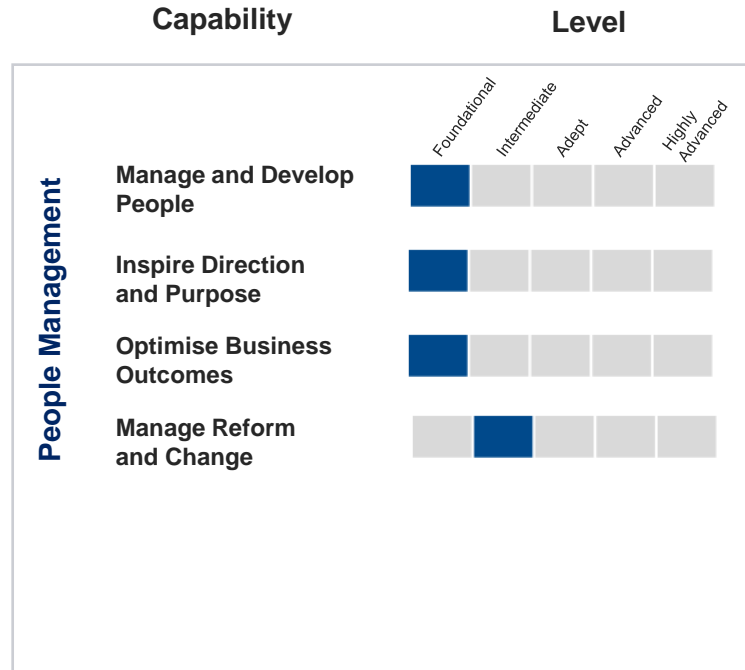 Capability
Level
Foundational
Intermediate
Adept
Advanced
Highly
Advanced
People Management
Manage and Develop
People
Inspire Direction
and Purpose
Optimise Business
Outcomes
Manage Reform
and Change